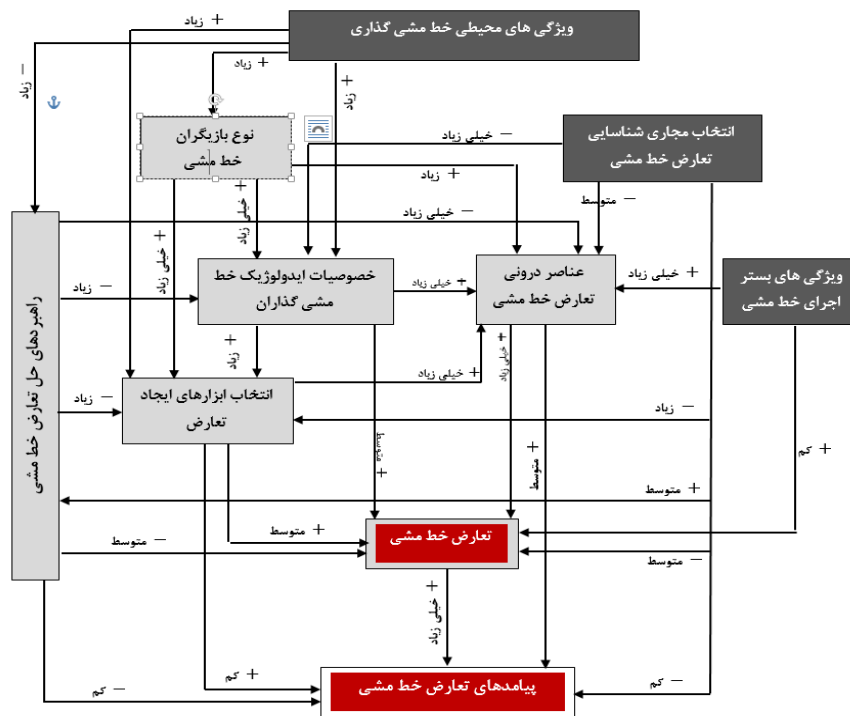 ویژگی های محیطی خط مشی گذاری
+ زیاد
+ زیاد
− زیاد
+ زیاد
نوع بازیگران
خط مشی
− خیلی زیاد
انتخاب مجاری شناسایی
تعارض خط مشی
+ زیاد
− متوسط
+ خیلی زیاد
+ خیلی زیاد
− خیلی زیاد
خصوصیات ایدولوژیک خط
مشی گذاران
+ خیلی زیاد
عناصر درونی
تعارض خط مشی
+ خیلی زیاد
ویژگی های بستر
اجرای خط مشی
راهبردهای حل تعارض خط مشی
− زیاد
+ زیاد
+ خیلی زیاد
+ خیلی زیاد
− زیاد
انتخاب ابزارهای ایجاد
تعارض
− زیاد
+ متوسط
+ متوسط
+ کم
+ متوسط
− متوسط
+ متوسط
تعارض خط مشی
− متوسط
+ خیلی زیاد
− کم
+ کم
پیامدهای تعارض خط مشی
− کم